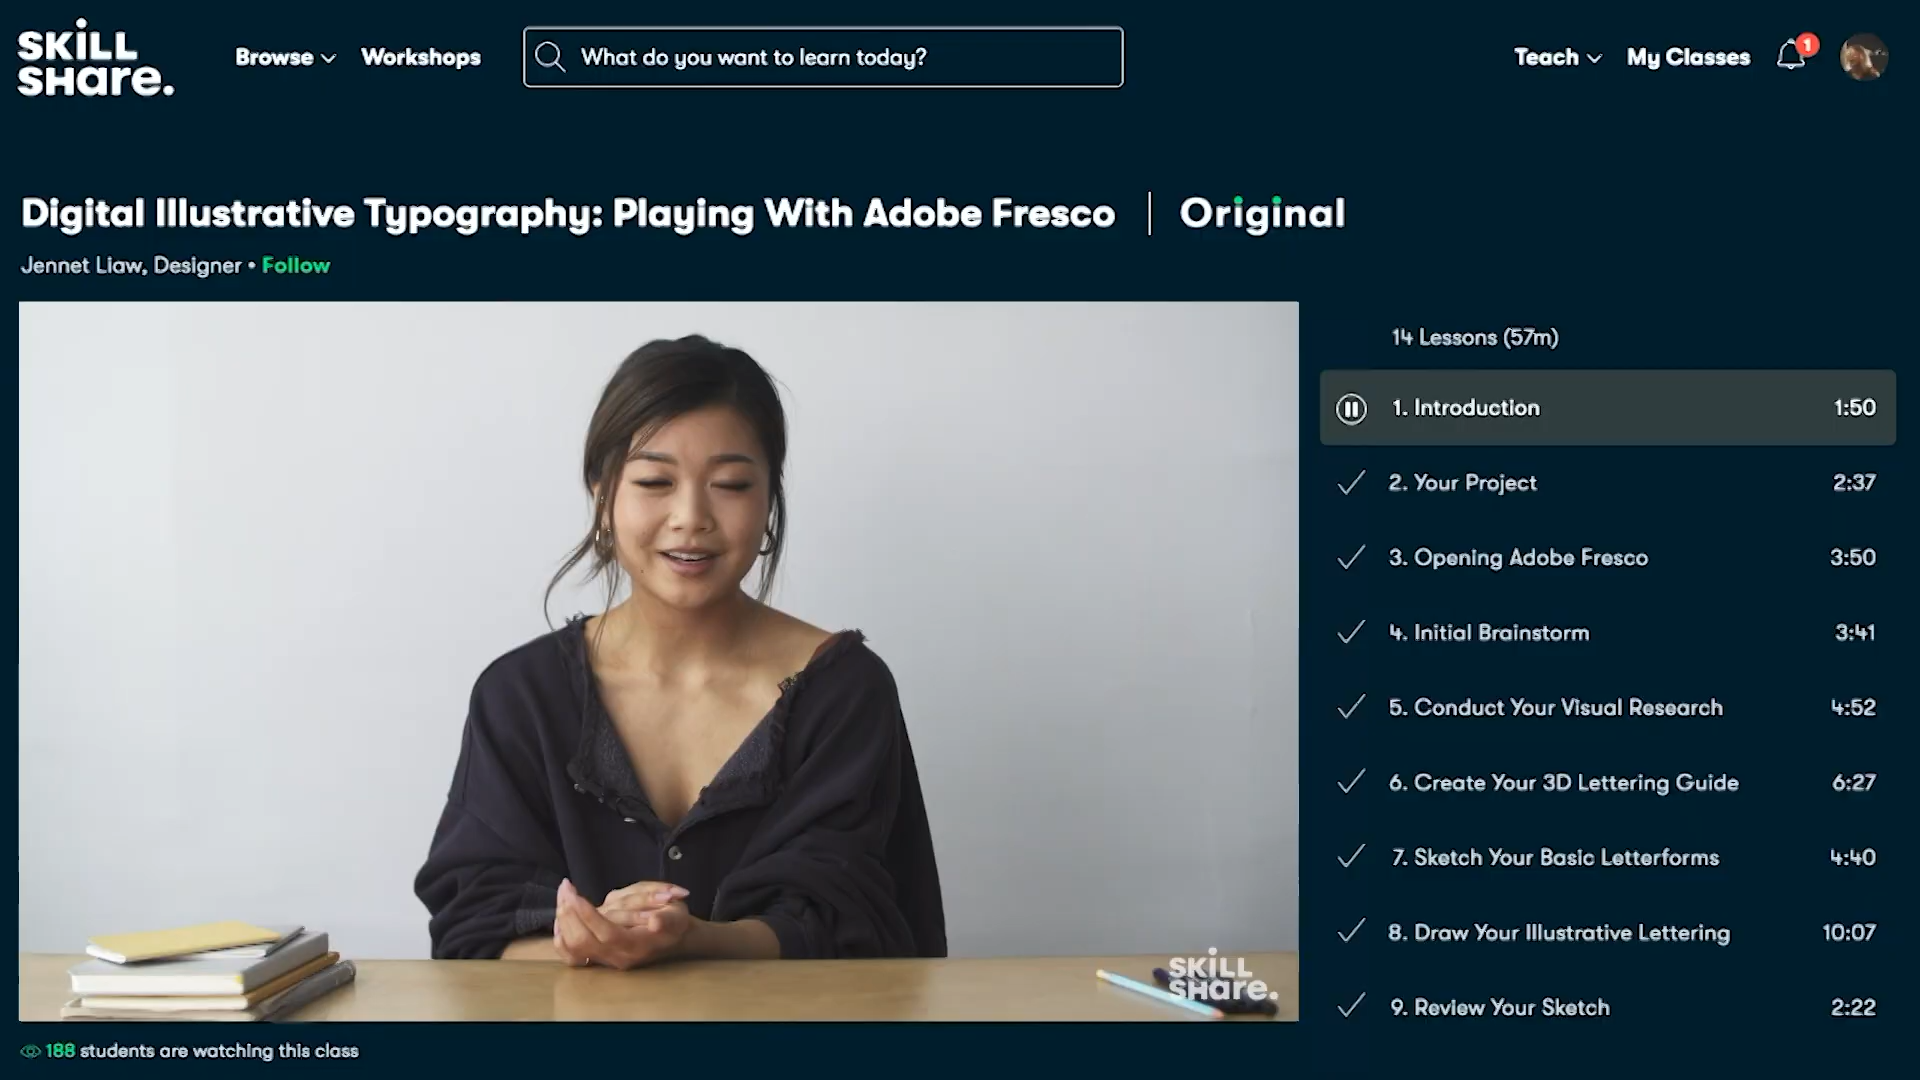 SKILL
SHare.
Browse
Workshops
What do you want to learn today?
Teach
My Classes
1
Digital Illustrative Typography: Playing With Adobe Fresco | Original
Jennet Liaw, Designer • Follow
14 Lessons (57m)
1. Introduction 1:50
2. Your Project 2:37
3. Opening Adobe Fresco 3:50
4. Initial Brainstorm 3:41
5. Conduct Your Visual Research 4:52
6. Create Your 3D Lettering Guide 6:27
7. Sketch Your Basic Letterforms 4:40
8. Draw Your Illustrative Lettering 10:07
9. Review Your Sketch 2:22
SKILL
SHare.
188 students are watching this class